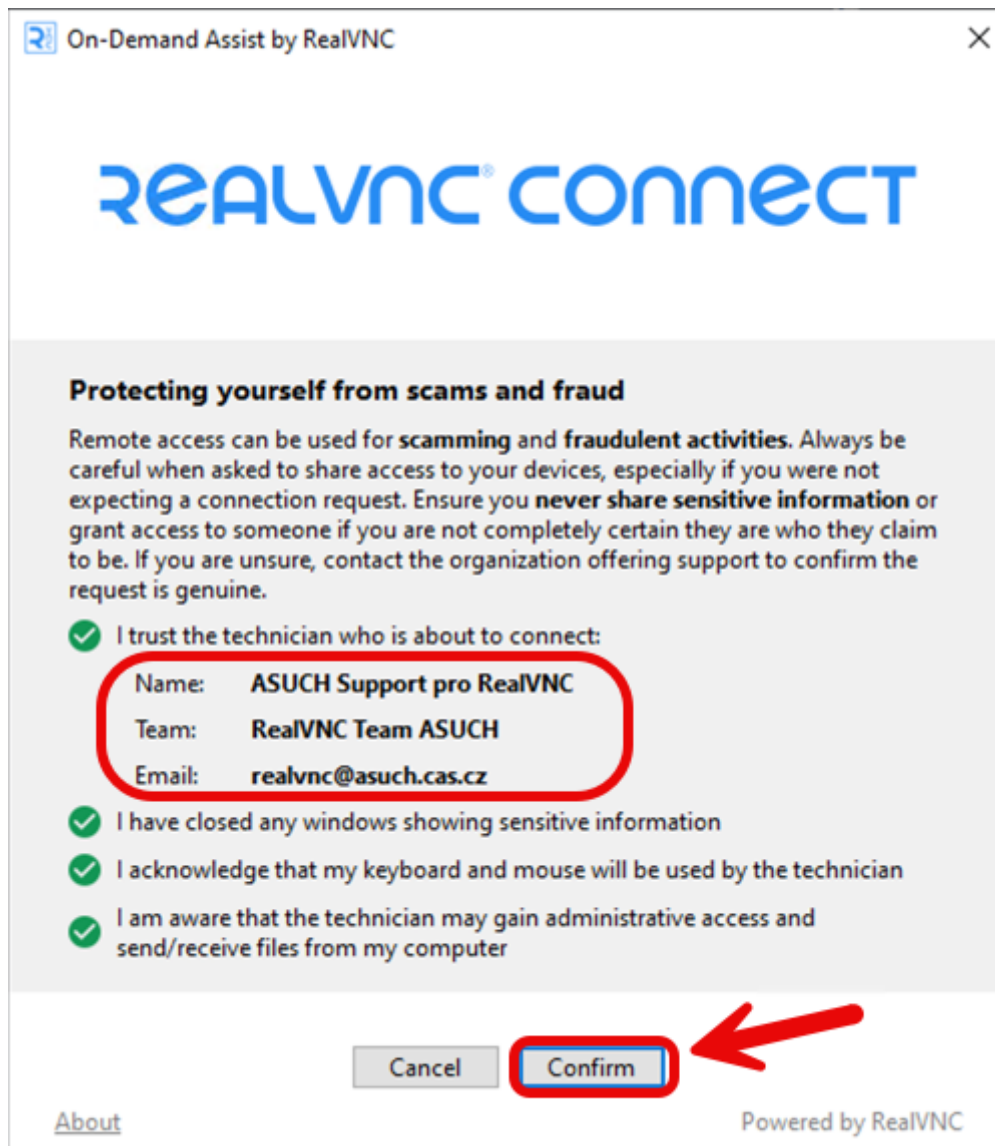 On-Demand Assist by RealVNC
REALVNC® CONNECT
Protecting yourself from scams and fraud
Remote access can be used for scamming and fraudulent activities. Always be
careful when asked to share access to your devices, especially if you were not
expecting a connection request. Ensure you never share sensitive information or
grant access to someone if you are not completely certain they are who they claim
to be. If you are unsure, contact the organization offering support to confirm the
request is genuine.
I trust the technician who is about to connect:
Name: ASUCH Support pro RealVNC
Team: RealVNC Team ASUCH
Email: realvnc@asuch.cas.cz
I have closed any windows showing sensitive information
I acknowledge that my keyboard and mouse will be used by the technician
I am aware that the technician may gain administrative access and
send/receive files from my computer
Cancel Confirm
About Powered by RealVNC